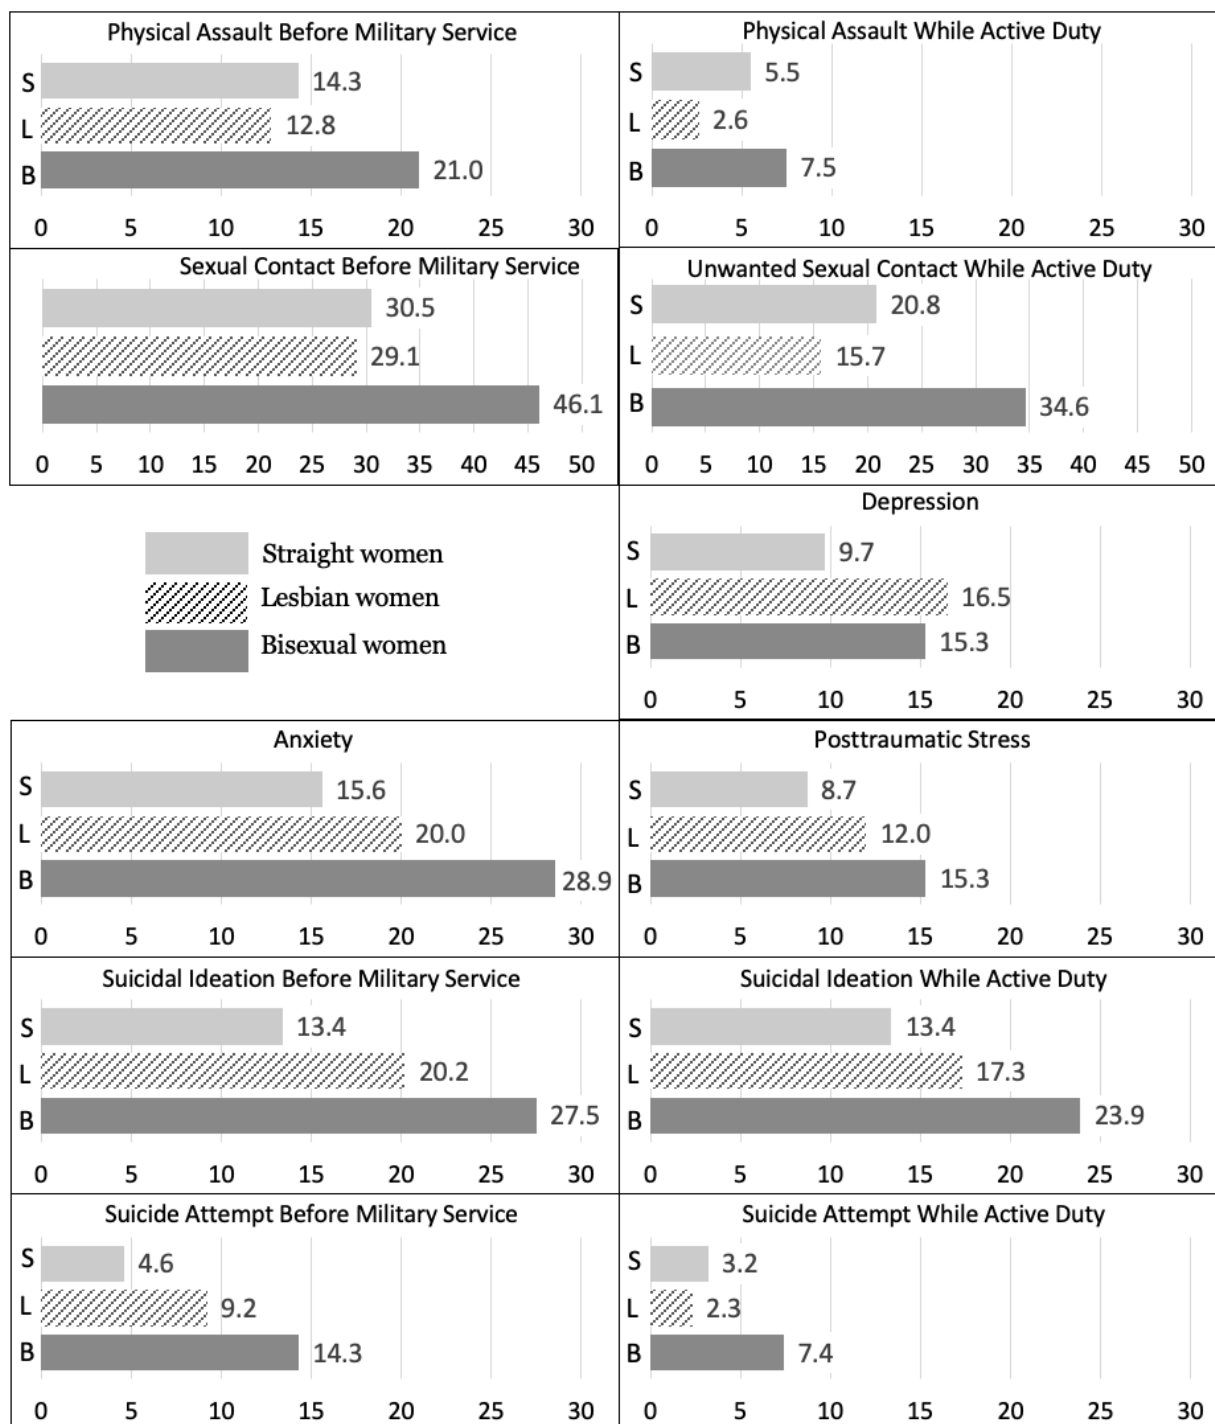 Physical Assault Before Military Service
S 14.3
L 12.8
B 21.0
0 5 10 15 20 25 30
Physical Assault While Active Duty
S 5.5
L 2.6
B 7.5
0 5 10 15 20 25 30
Sexual Contact Before Military Service
30.5
29.1
46.1
0 5 10 15 20 25 30 35 40 45 50
Unwanted Sexual Contact While Active Duty
S 20.8
L 15.7
B 34.6
0 5 10 15 20 25 30 35 40 45 50
Straight women
Lesbian women
Bisexual women
Depression
S 9.7
L 16.5
B 15.3
0 5 10 15 20 25 30
Anxiety
S 15.6
L 20.0
B 28.9
0 5 10 15 20 25 30
Posttraumatic Stress
S 8.7
L 12.0
B 15.3
0 5 10 15 20 25 30
Suicidal Ideation Before Military Service
S 13.4
L 20.2
B 27.5
0 5 10 15 20 25 30
Suicidal Ideation While Active Duty
S 13.4
L 17.3
B 23.9
0 5 10 15 20 25 30
Suicide Attempt Before Military Service
S 4.6
L 9.2
B 14.3
0 5 10 15 20 25 30
Suicide Attempt While Active Duty
S 3.2
L 2.3
B 7.4
0 5 10 15 20 25 30